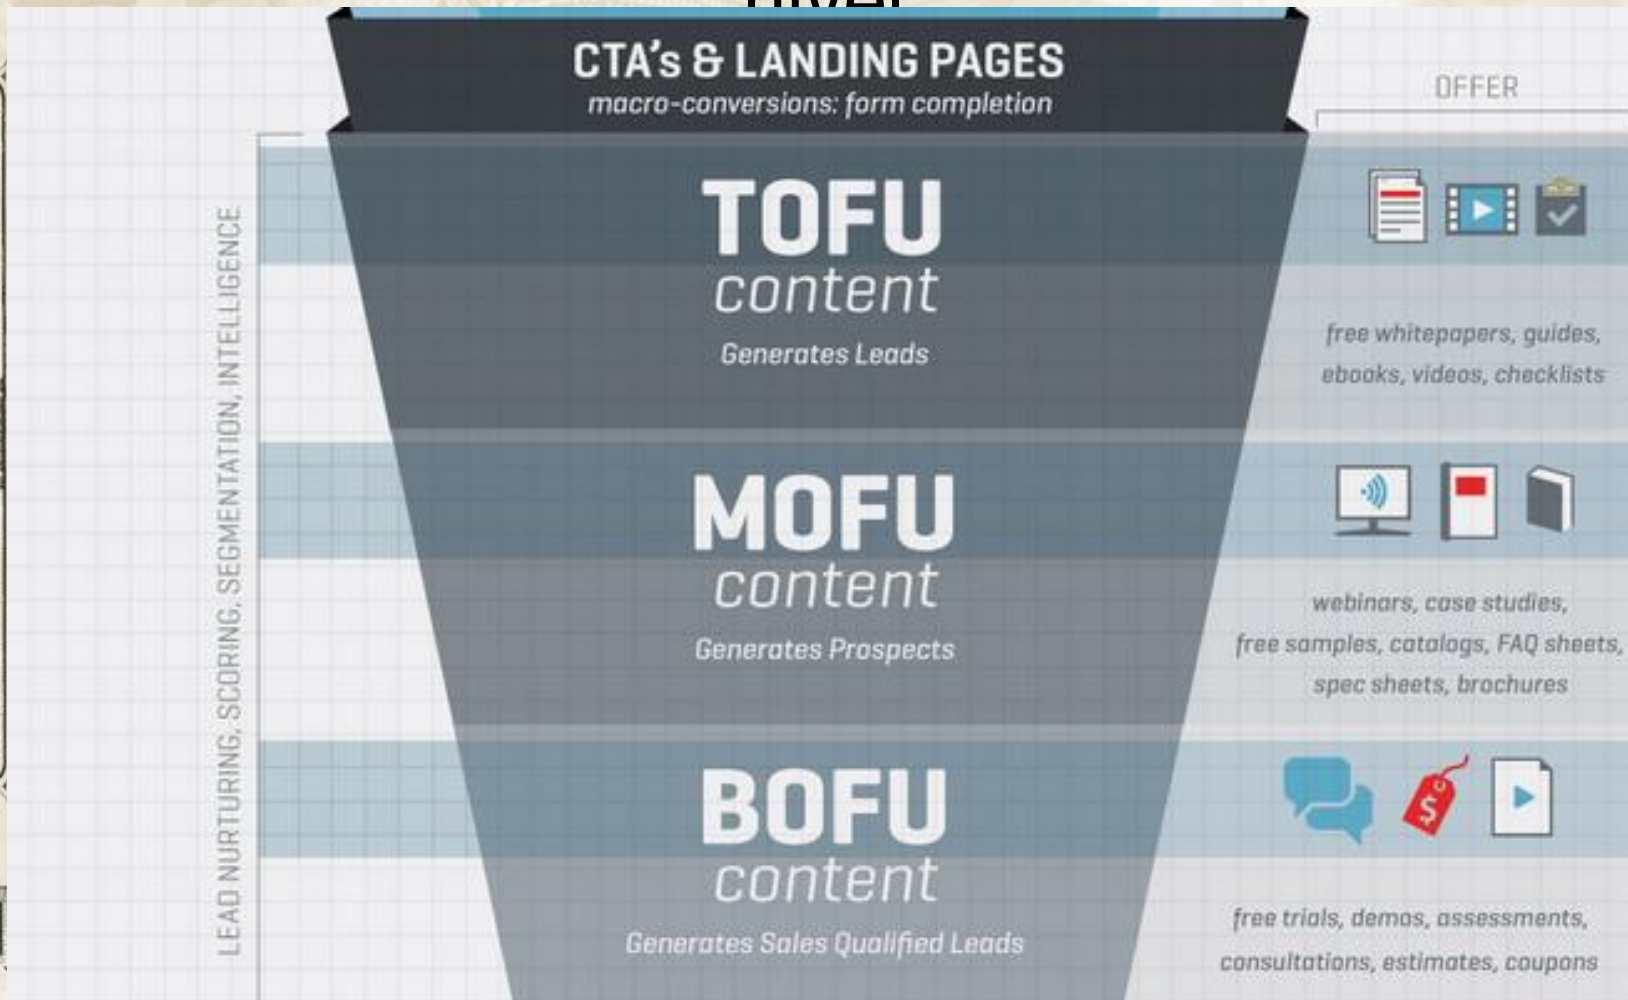 CTA's & LANDING PAGES
macro-conversions: form completion
OFFER
LEAD NURTURING, SCORING, SEGMENTATION, INTELLIGENCE
TOFU
content
Generates Leads
free whitepapers, guides,
ebooks, videos, checklists
MOFU
content
Generates Prospects
webinars, case studies,
free samples, catalogs, FAQ sheets,
spec sheets, brochures
BOFU
content
Generates Sales Qualified Leads
$
free trials, demos, assessments,
consultations, estimates, coupons